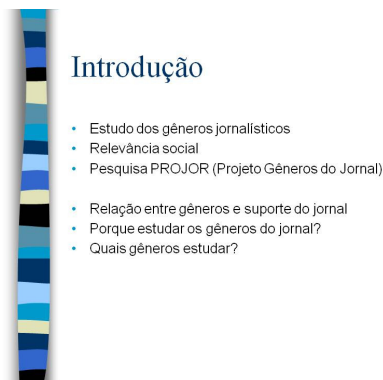 Introdução
• Estudo dos gêneros jornalísticos
• Relevância social
• Pesquisa PROJOR (Projeto Gêneros do Jornal)
• Relação entre gêneros e suporte do jornal
• Porque estudar os gêneros do jornal?
• Quais gêneros estudar?